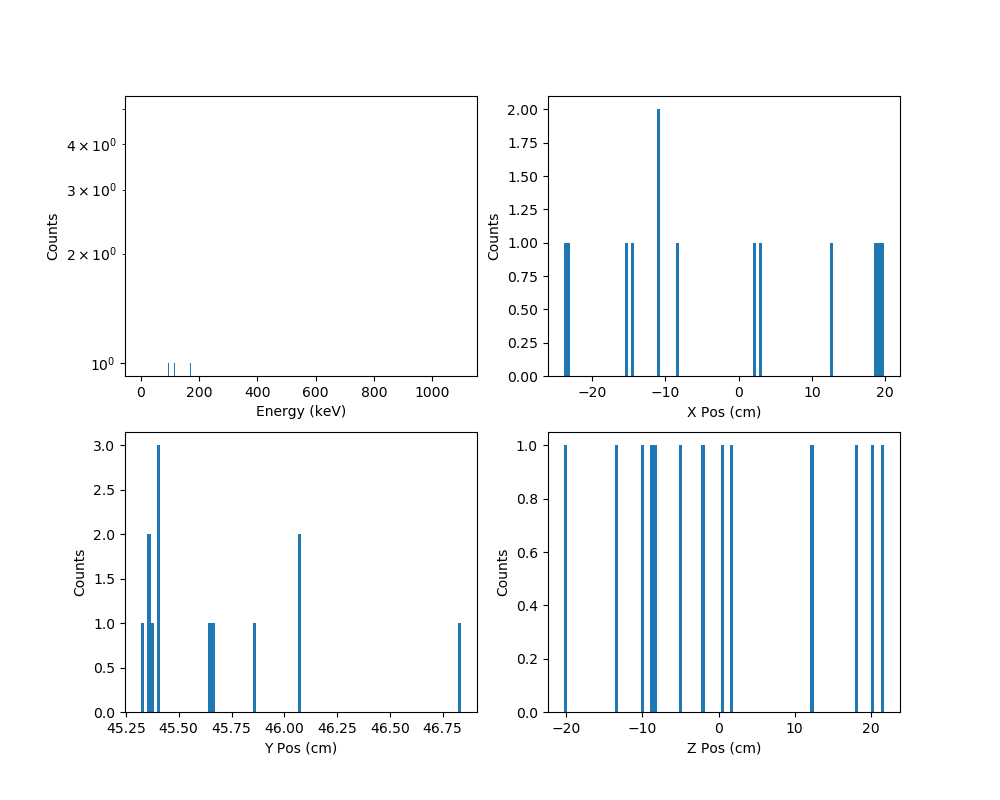 4 × 10⁰
3 × 10⁰
2 × 10⁰
10⁰
Counts
0 200 400 600 800 1000
Energy (keV)
2.00
1.75
1.50
1.25
1.00
0.75
0.50
0.25
0.00
Counts
−20 −10 0 10 20
X Pos (cm)
3.0
2.5
2.0
1.5
1.0
0.5
0.0
Counts
45.25 45.50 45.75 46.00 46.25 46.50 46.75
Y Pos (cm)
1.0
0.8
0.6
0.4
0.2
0.0
Counts
−20 −10 0 10 20
Z Pos (cm)